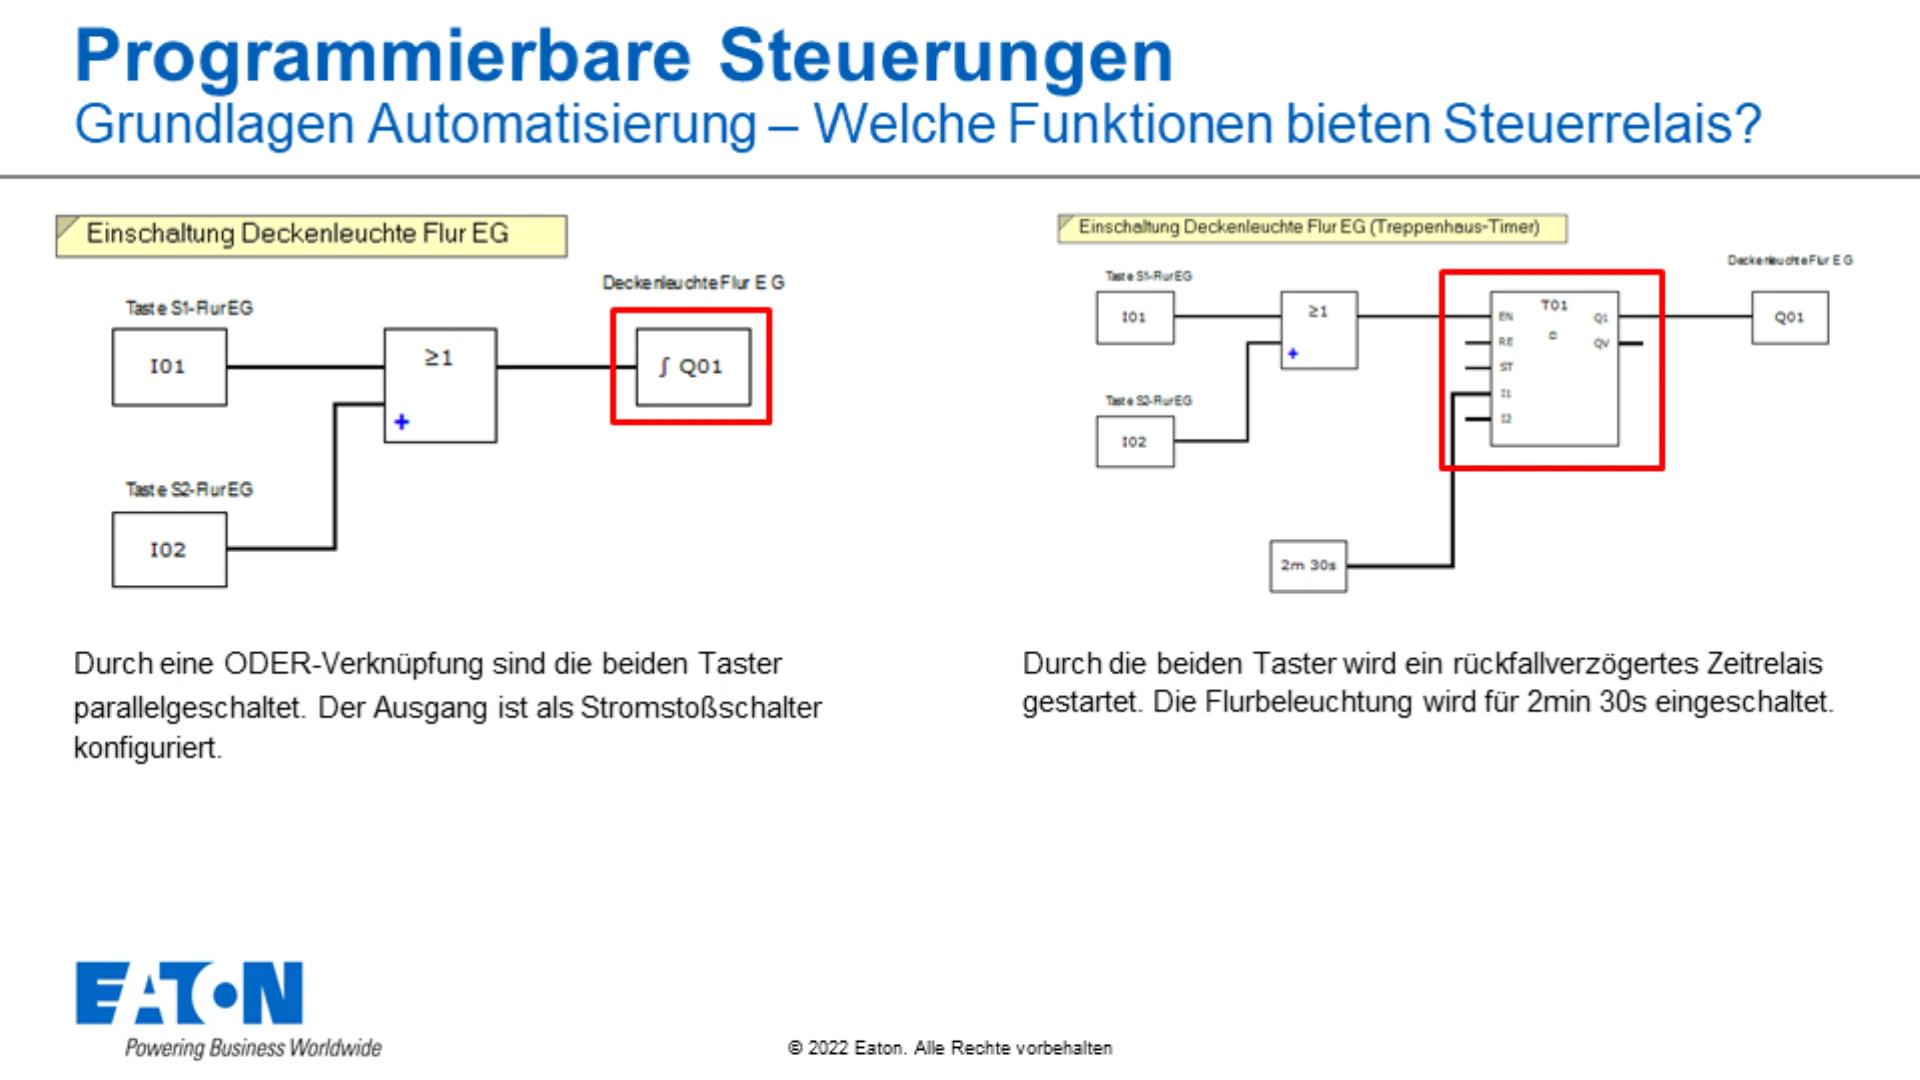 Programmierbare Steuerungen
Grundlagen Automatisierung – Welche Funktionen bieten Steuerrelais?
Einschaltung Deckenleuchte Flur EG
Deckenleuchte Flur EG
Taste S1-Flur EG
I01
≥1
+
∫ Q01
Taste S2-Flur EG
I02
Durch eine ODER-Verknüpfung sind die beiden Taster
parallelgeschaltet. Der Ausgang ist als Stromstoßschalter
konfiguriert.
Einschaltung Deckenleuchte Flur EG (Treppenhaus-Timer)
Deckenleuchte Flur EG
Taste S1-Flur EG
I01
≥1
+
T01
EN
RE
ST
I1
I2
Q1
QV
Q01
Taste S2-Flur EG
I02
2m 30s
Durch die beiden Taster wird ein rückfallverzögertes Zeitrelais
gestartet. Die Flurbeleuchtung wird für 2min 30s eingeschaltet.
EATON
Powering Business Worldwide
© 2022 Eaton. Alle Rechte vorbehalten